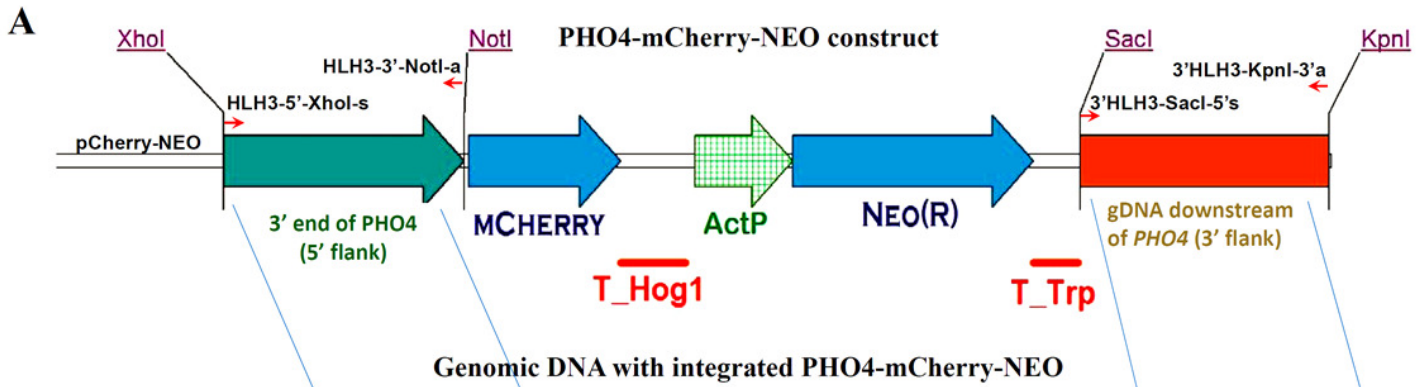 A
XhoI
NotI
PHO4-mCherry-NEO construct
SacI
KpnI
HLH3-3'-NotI-a
3'HLH3-KpnI-3'a
HLH3-5'-XhoI-s
3'HLH3-SacI-5's
pCherry-NEO
3' end of PHO4
(5' flank)
MCHERRY
ActP
NEO(R)
gDNA downstream
of PHO4 (3' flank)
T_Hog1
T_Trp
Genomic DNA with integrated PHO4-mCherry-NEO